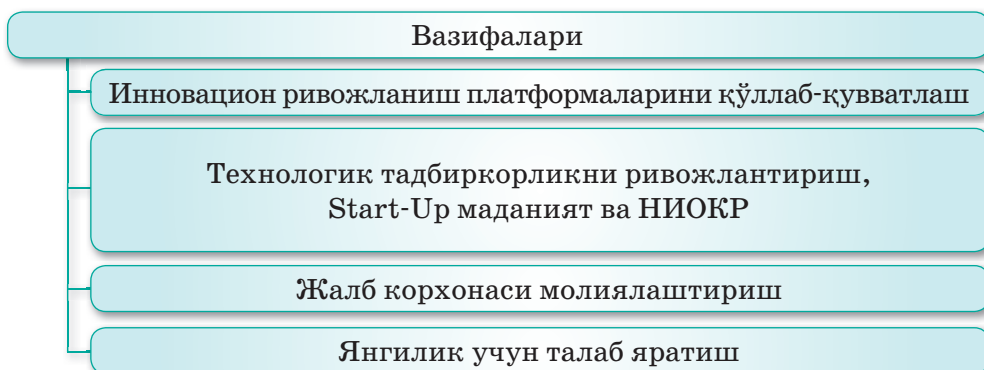 Вазифалари
Инновацион ривожланиш платформаларини қўллаб-қувватлаш
Технологик тадбиркорликни ривожлантириш,
Start-Up маданият ва НИОКР
Жалб корхонаси молиялаштириш
Янгилик учун талаб яратиш